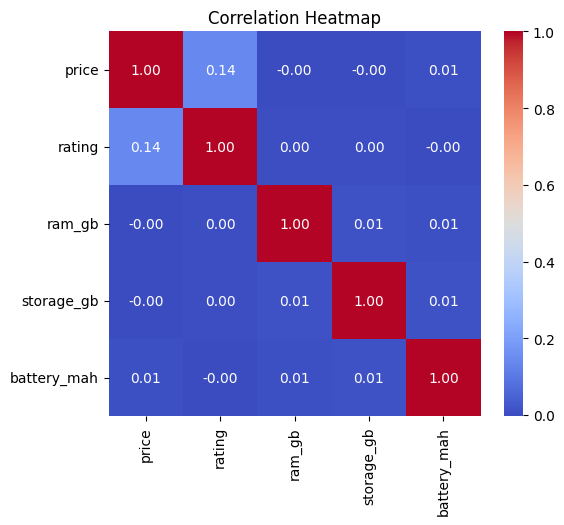 Correlation Heatmap
price 1.00 0.14 -0.00 -0.00 0.01
rating 0.14 1.00 0.00 0.00 -0.00
ram_gb -0.00 0.00 1.00 0.01 0.01
storage_gb -0.00 0.00 0.01 1.00 0.01
battery_mah 0.01 -0.00 0.01 0.01 1.00
price rating ram_gb storage_gb battery_mah
1.0
0.8
0.6
0.4
0.2
0.0